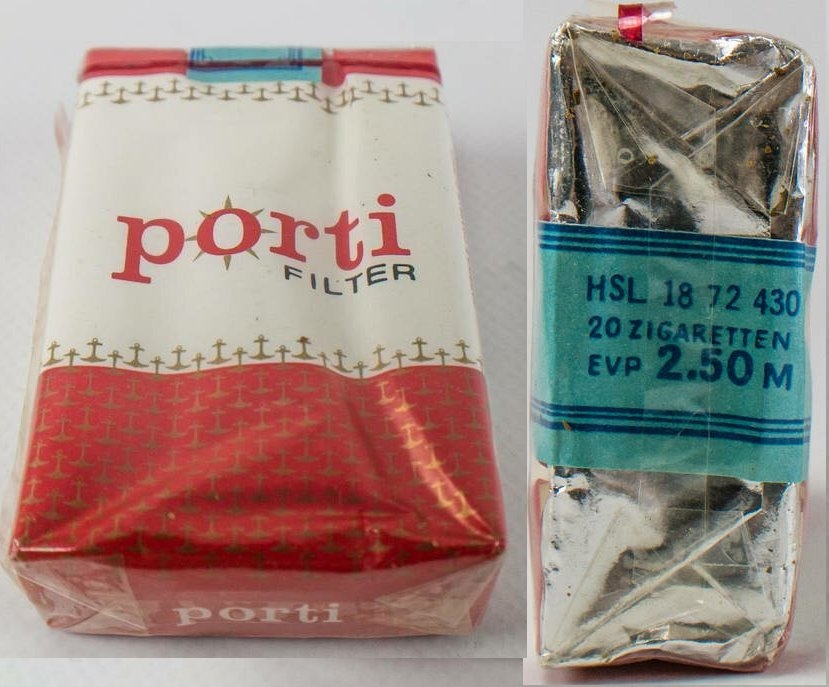 porti
FILTER
porti
HSL 18 72 430
20 ZIGARETTEN
EVP 2.50 M